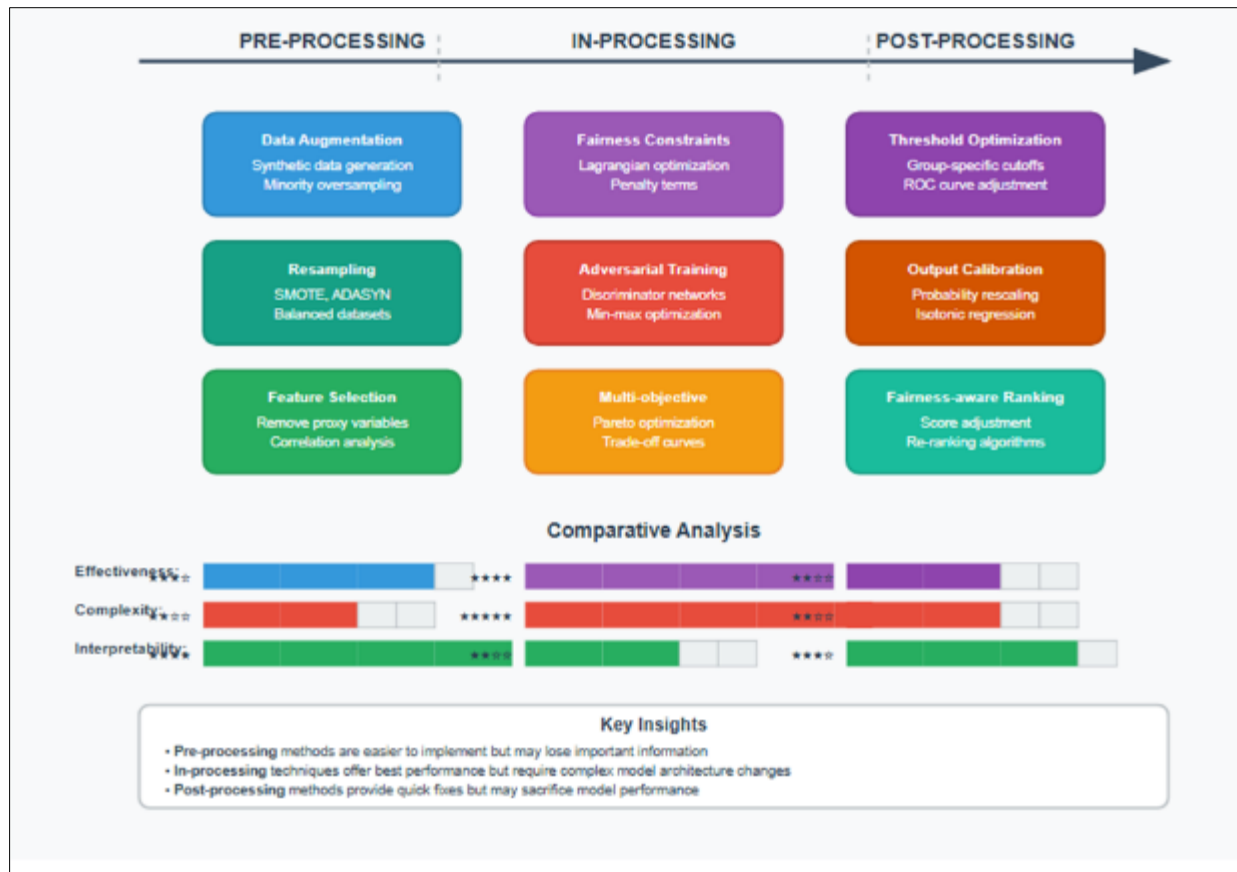 PRE-PROCESSING
IN-PROCESSING
POST-PROCESSING
Data Augmentation
Synthetic data generation
Minority oversampling
Fairness Constraints
Lagrangian optimization
Penalty terms
Threshold Optimization
Group-specific cutoffs
ROC curve adjustment
Resampling
SMOTE, ADASYN
Balanced datasets
Adversarial Training
Discriminator networks
Min-max optimization
Output Calibration
Probability rescaling
Isotonic regression
Feature Selection
Remove proxy variables
Correlation analysis
Multi-objective
Pareto optimization
Trade-off curves
Fairness-aware Ranking
Score adjustment
Re-ranking algorithms
Comparative Analysis
Effectiveness: ★★★☆ ★★★★ ★★☆☆
Complexity: ★★☆☆ ★★★★★ ★★☆☆
Interpretability: ★★★★ ★★☆☆ ★★★☆
Key Insights
• Pre-processing methods are easier to implement but may lose important information
• In-processing techniques offer best performance but require complex model architecture changes
• Post-processing methods provide quick fixes but may sacrifice model performance